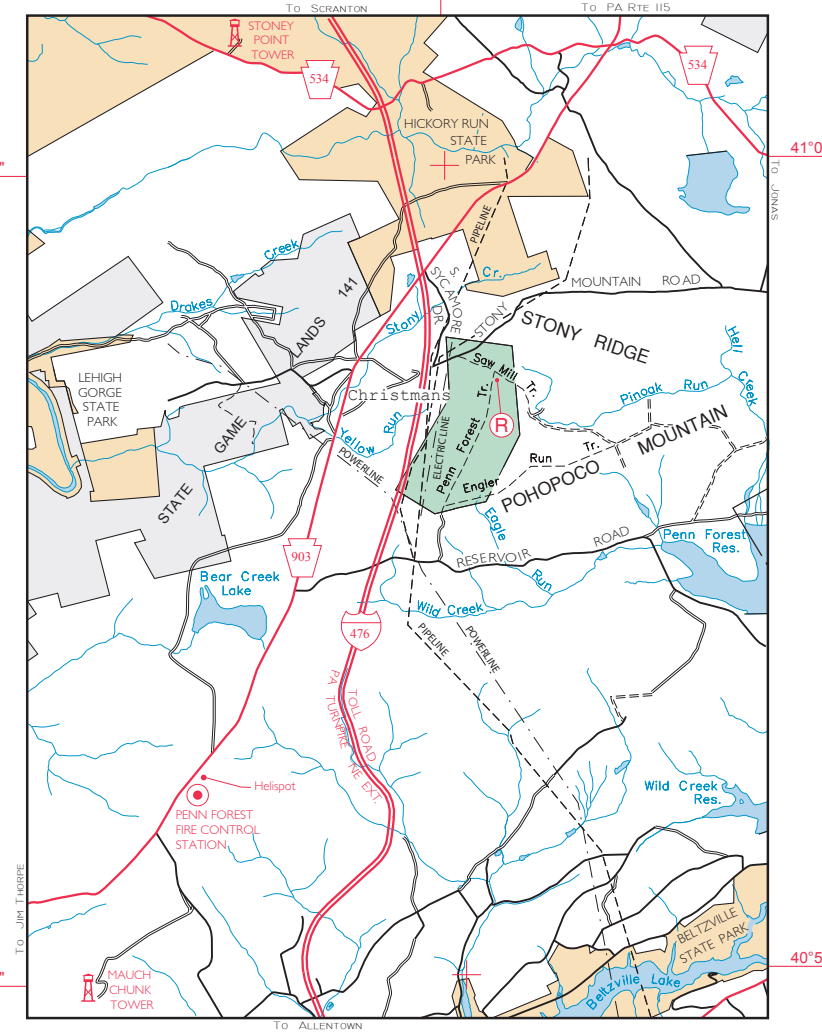 To Scranton
To PA Rte 115
STONEY
POINT
TOWER
534
534
HICKORY RUN
STATE
PARK
41°0
"
To Jonas
PIPELINE
Creek
S. SYCAMORE
DR.
Cr.
MOUNTAIN ROAD
STONY
LANDS 141
Drakes
Stony
STONY RIDGE
Hell
Creek
LEHIGH
GORGE
STATE
PARK
Saw Mill Tr.
Christmans
Pinoak Run
GAME
Yellow Run
ELECTRIC LINE
Penn Forest Tr.
R
MOUNTAIN
POWERLINE
Run Tr.
Engler
POHOPOCO
STATE
Eagle
Run
RESERVOIR ROAD
Penn Forest
Res.
903
Bear Creek
Lake
Wild Creek
476
PIPELINE
POWERLINE
TOLL ROAD
PA TURNPIKE NE EXT.
Helispot
Wild Creek
Res.
PENN FOREST
FIRE CONTROL
STATION
To Jim Thorpe
BELTZVILLE
STATE PARK
40°5
"
MAUCH
CHUNK
TOWER
Beltzville Lake
To Allentown